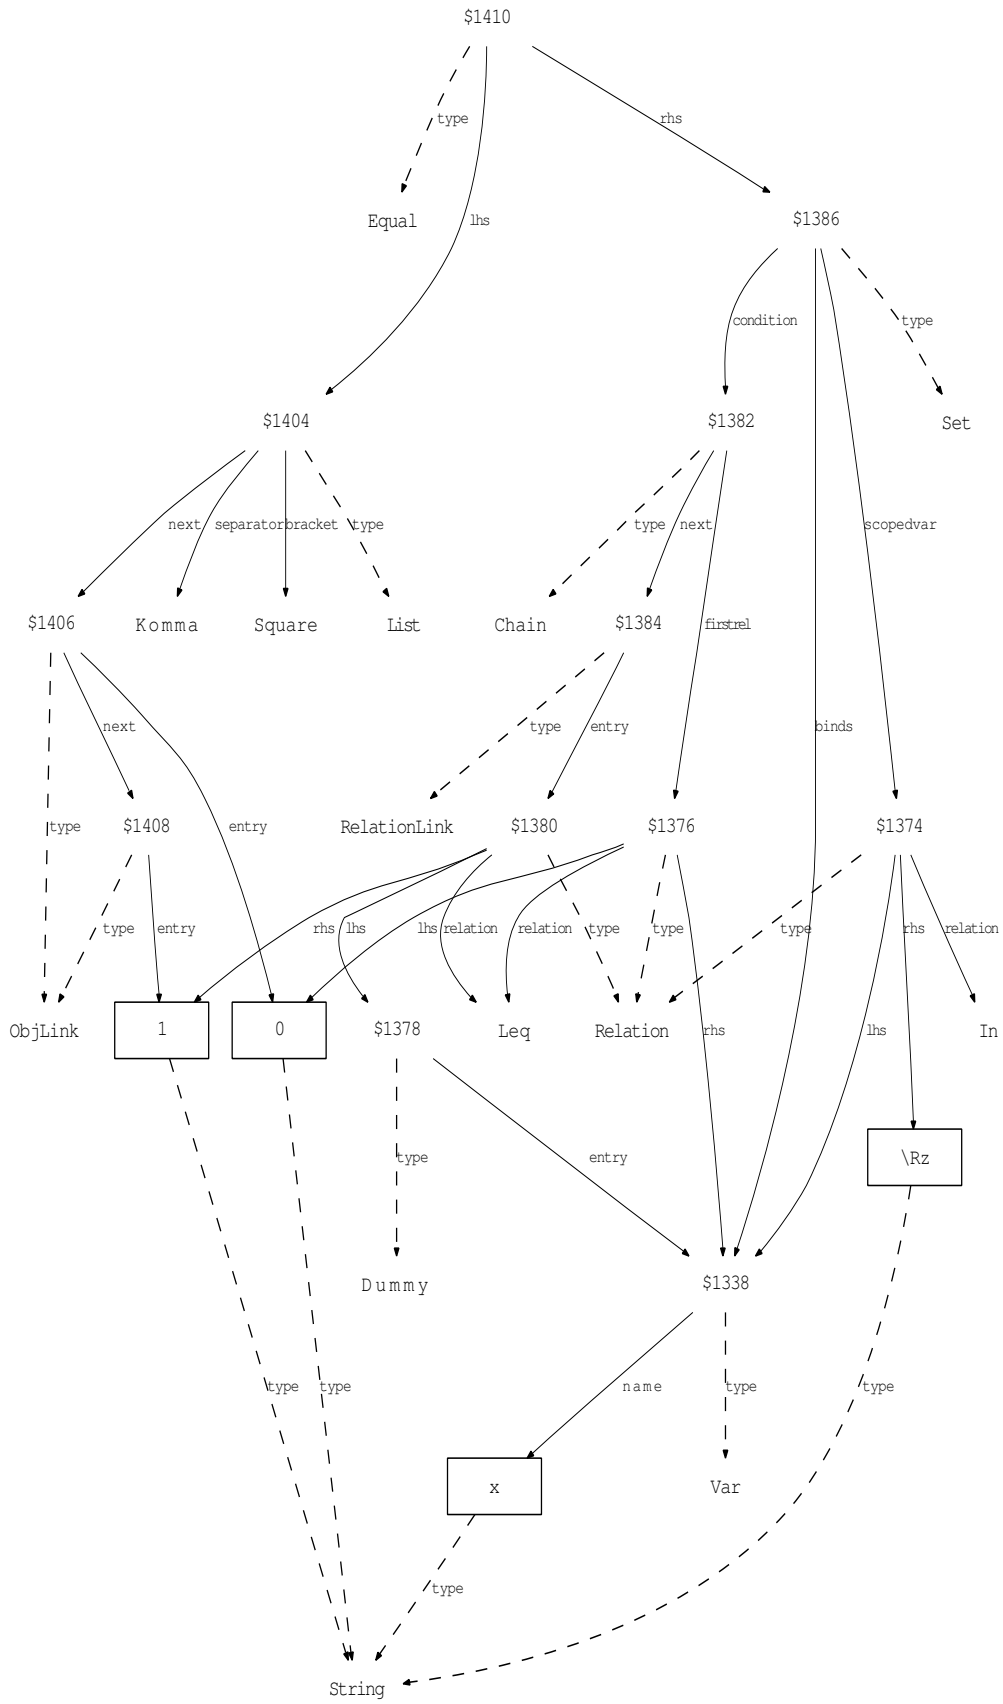 $1410
type
rhs
Equal
lhs
$1386
condition
type
$1404
$1382
Set
next
separator
bracket
type
type
next
scopedvar
$1406
Komma
Square
List
Chain
$1384
firstrel
next
type
entry
binds
type
$1408
entry
RelationLink
$1380
$1376
$1374
type
entry
rhs
lhs
lhs
relation
relation
type
type
type
rhs
relation
ObjLink
1
0
$1378
Leq
Relation
rhs
lhs
In
type
entry
\Rz
Dummy
$1338
type
type
name
type
type
x
Var
type
String